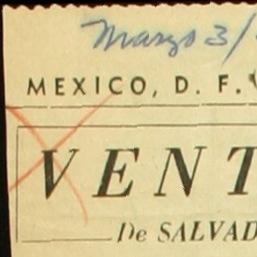 Marzo 3/
MEXICO, D. F.
VENT
De SALVAD